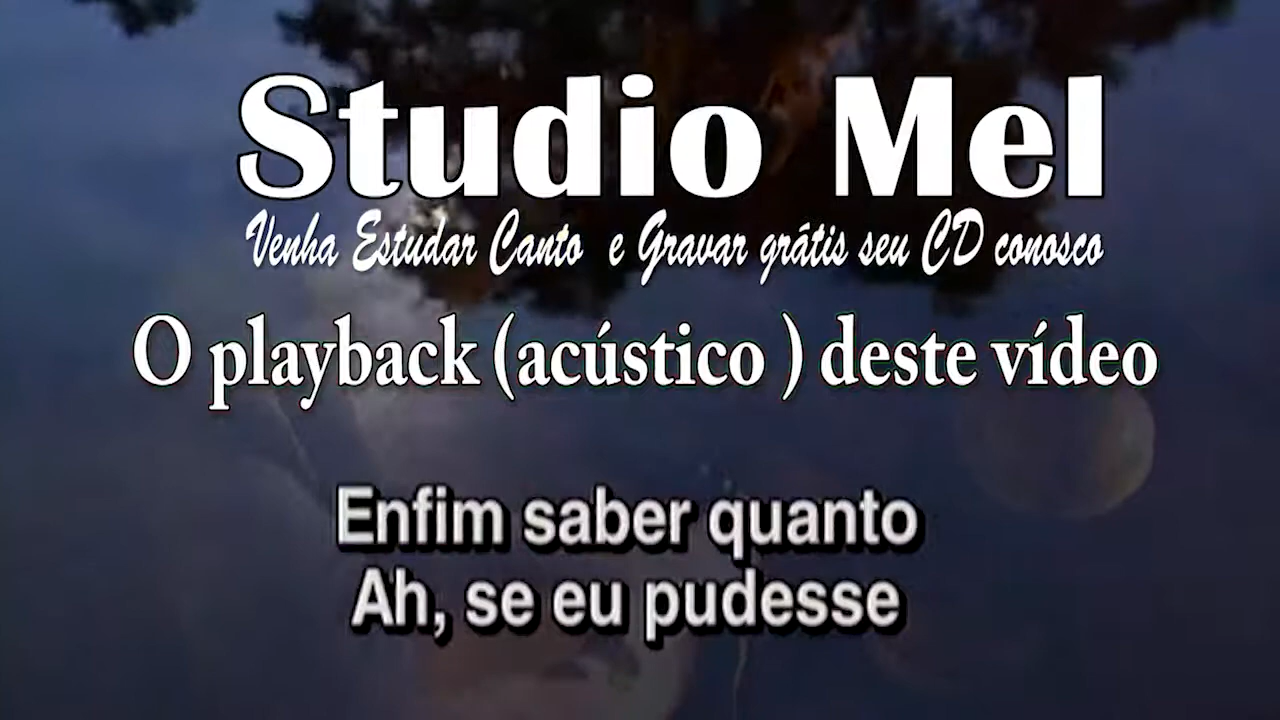 Studio Mel
Venha Estudar Canto e Gravar grátis seu CD conosco
O playback (acústico ) deste vídeo
Enfim saber quanto
Ah, se eu pudesse